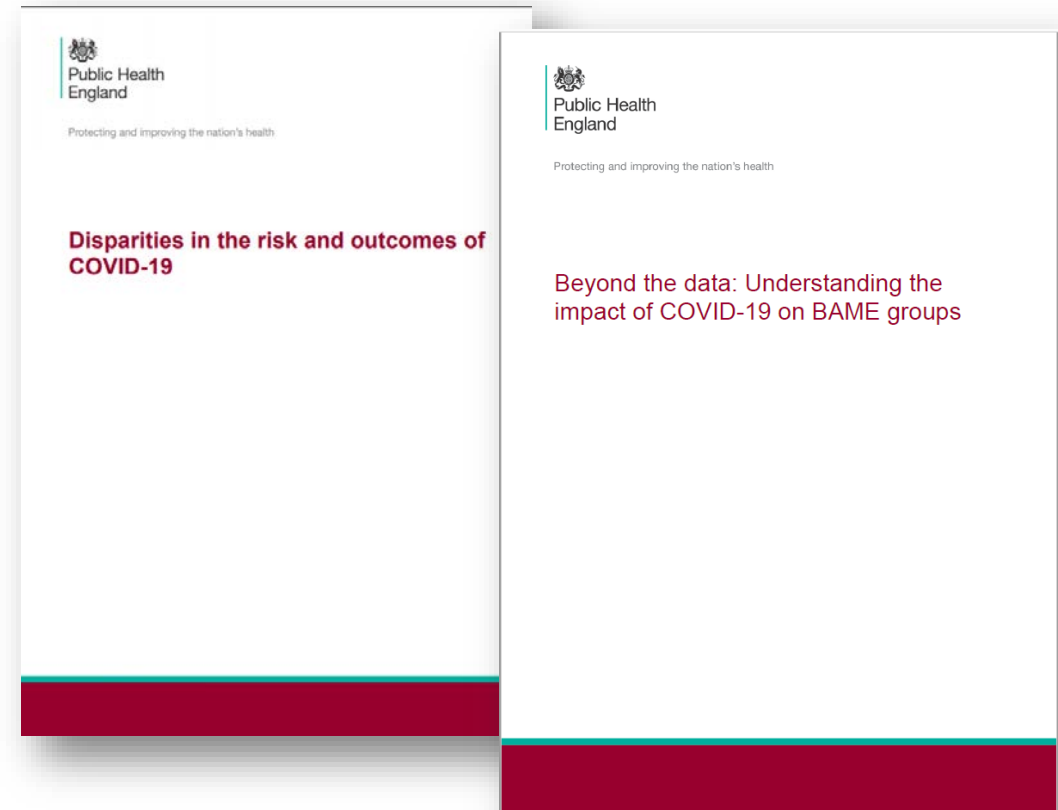 Public Health
England
Protecting and improving the nation's health
Disparities in the risk and outcomes of
COVID-19
Public Health
England
Protecting and improving the nation's health
Beyond the data: Understanding the
impact of COVID-19 on BAME groups